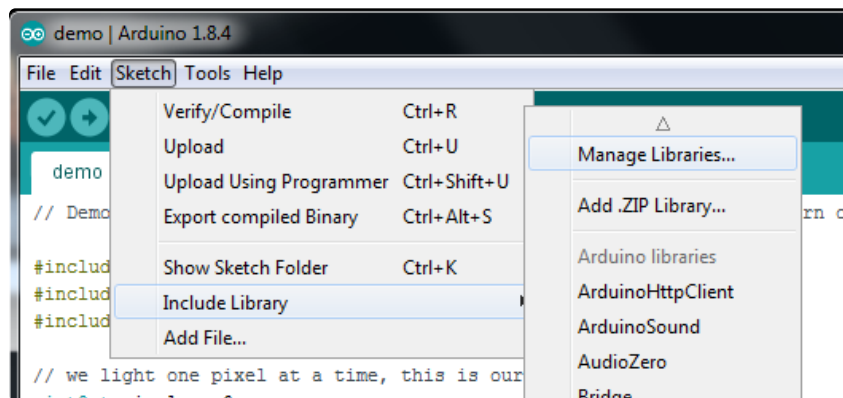 demo | Arduino 1.8.4
File Edit Sketch Tools Help
Verify/Compile Ctrl+R
Upload Ctrl+U
Upload Using Programmer Ctrl+Shift+U
Export compiled Binary Ctrl+Alt+S
Show Sketch Folder Ctrl+K
Include Library
Add File...
Manage Libraries...
Add .ZIP Library...
Arduino libraries
ArduinoHttpClient
ArduinoSound
AudioZero
Bridge
demo
// Demo
#includ
#includ
#includ
// we light one pixel at a time, this is our